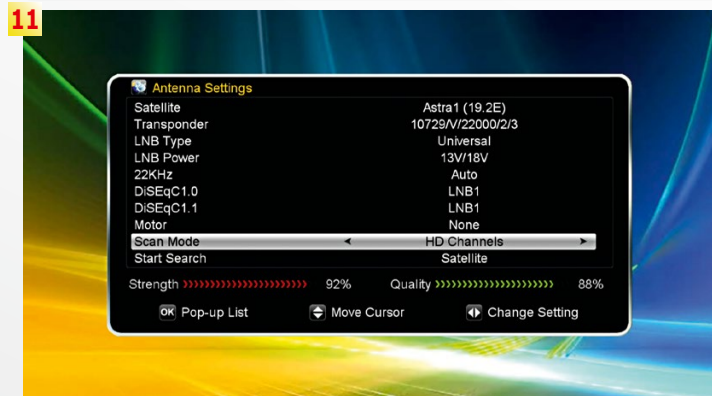 11
Antenna Settings
Satellite Astra1 (19.2E)
Transponder 10729/V/22000/2/3
LNB Type Universal
LNB Power 13V/18V
22KHz Auto
DiSEqC1.0 LNB1
DiSEqC1.1 LNB1
Motor None
Scan Mode HD Channels
Start Search Satellite
Strength 92% Quality 88%
OK Pop-up List Move Cursor Change Setting